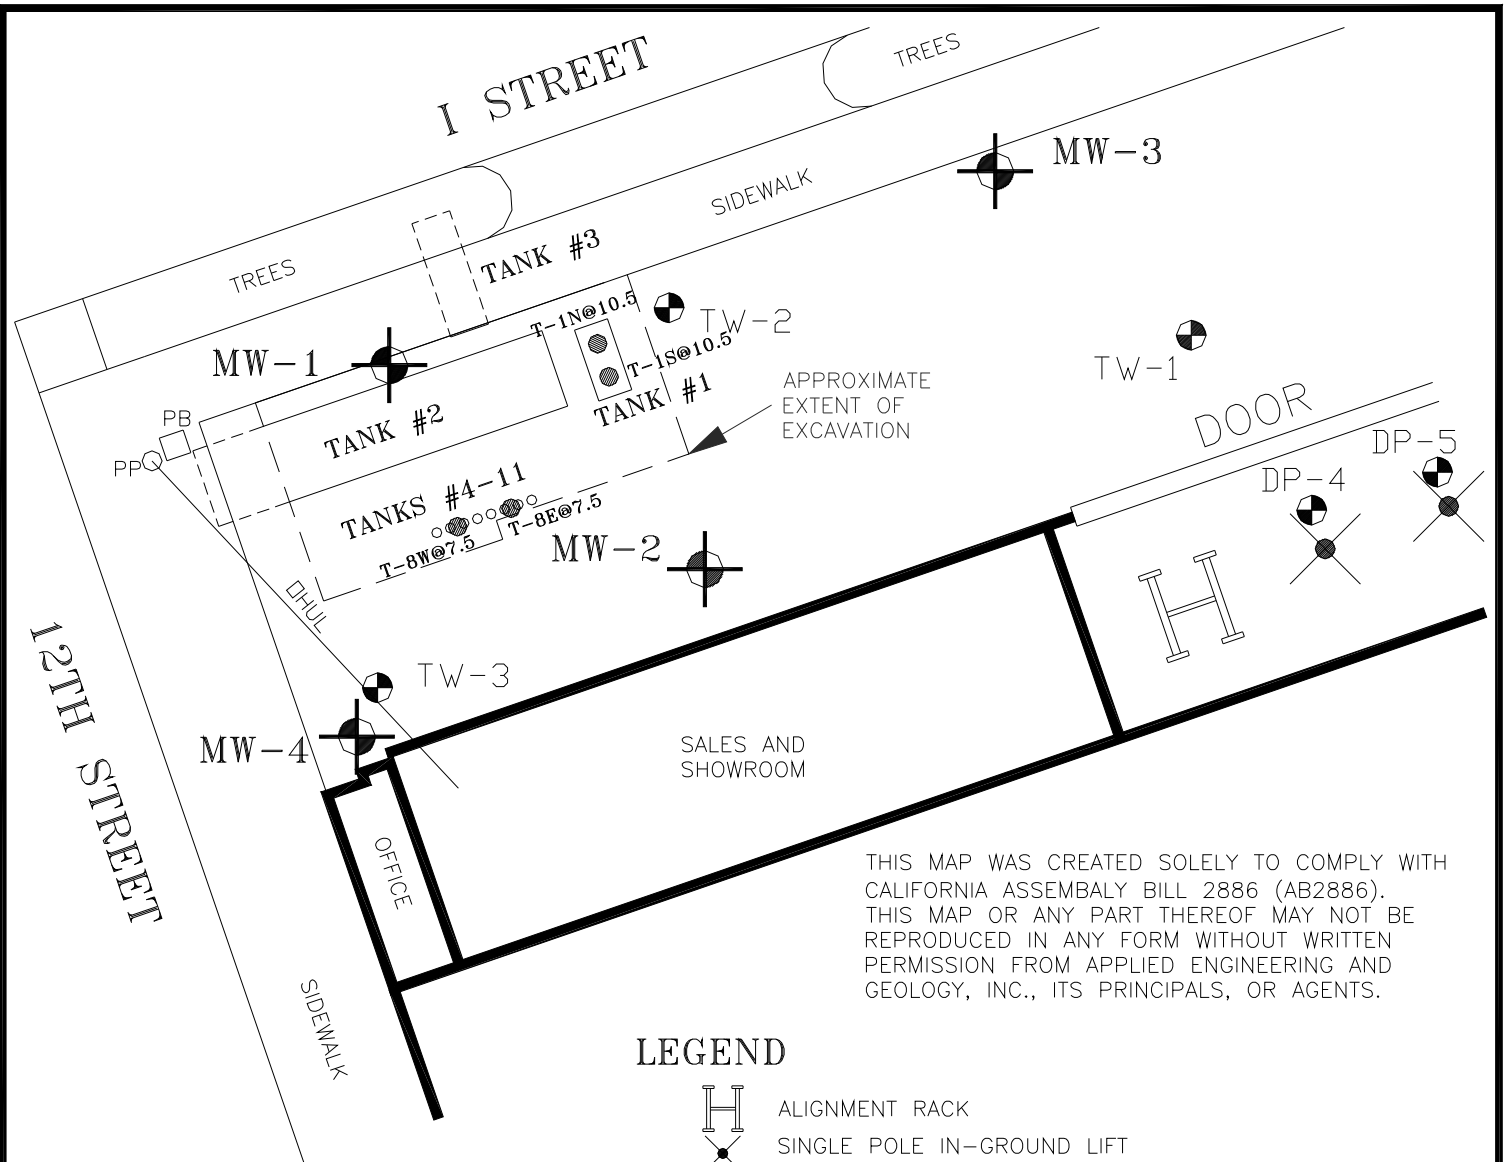 I STREET
TREES
MW-3
SIDEWALK
TANK #3
TREES
T-1N@10.5
TW-2
MW-1
T-1S@10.5
TW-1
TANK #1
APPROXIMATE
EXTENT OF
EXCAVATION
PB
TANK #2
DOOR
DP-5
PP
DP-4
TANKS #4-11
T-8E@7.5
T-8W@7.5
MW-2
OHUL
12TH STREET
TW-3
MW-4
SALES AND
SHOWROOM
OFFICE
THIS MAP WAS CREATED SOLELY TO COMPLY WITH
CALIFORNIA ASSEMBALY BILL 2886 (AB2886).
THIS MAP OR ANY PART THEREOF MAY NOT BE
REPRODUCED IN ANY FORM WITHOUT WRITTEN
PERMISSION FROM APPLIED ENGINEERING AND
GEOLOGY, INC., ITS PRINCIPALS, OR AGENTS.
SIDEWALK
LEGEND
ALIGNMENT RACK
SINGLE POLE IN-GROUND LIFT